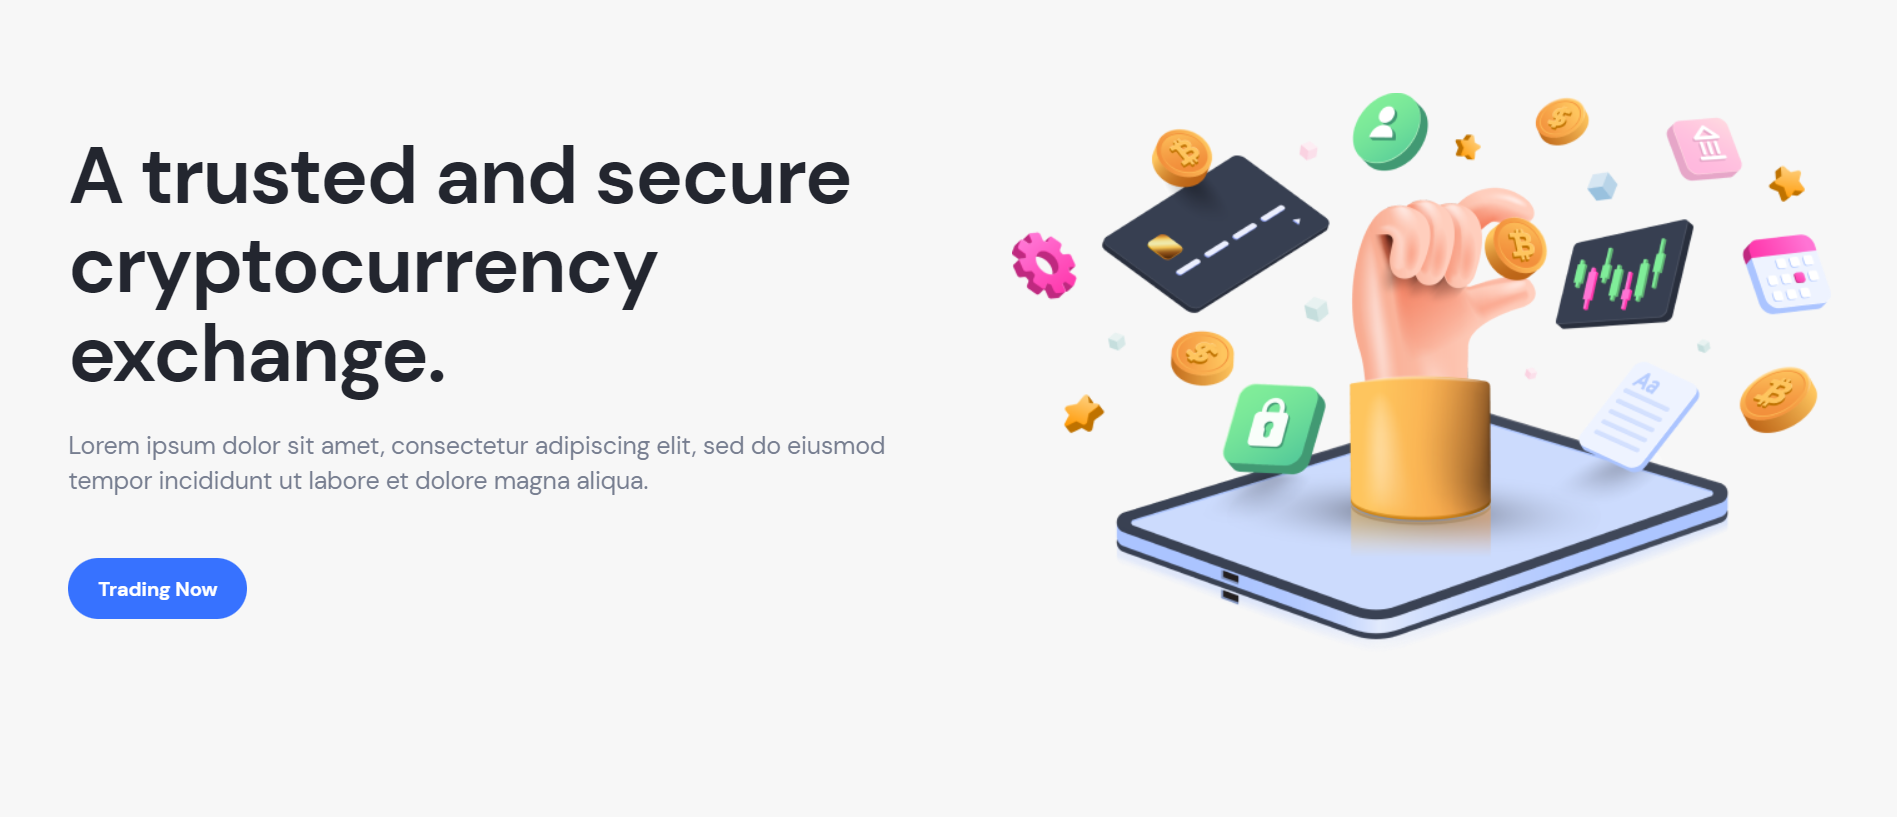 A trusted and secure
cryptocurrency
exchange.
Lorem ipsum dolor sit amet, consectetur adipiscing elit, sed do eiusmod
tempor incididunt ut labore et dolore magna aliqua.
Trading Now
Aa